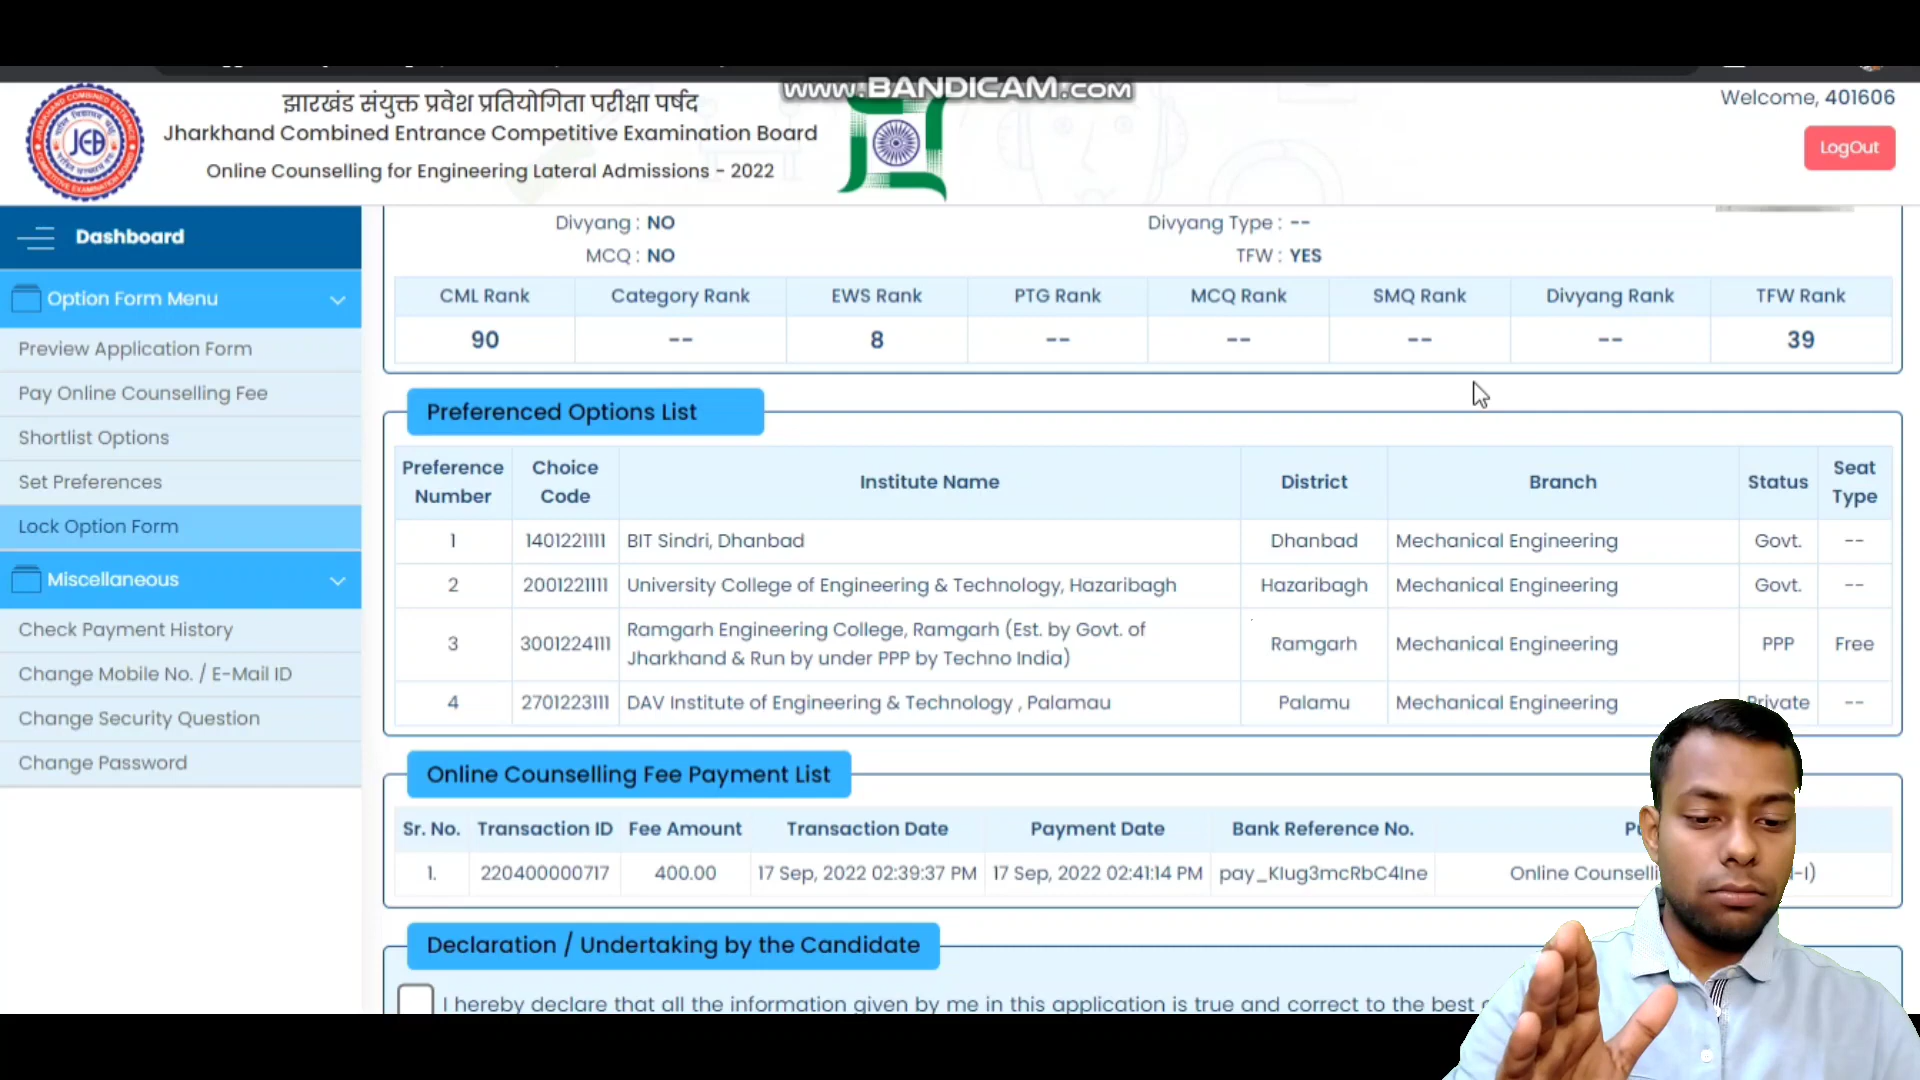 www.BANDICAM.com
झारखंड संयुक्त प्रवेश प्रतियोगिता परीक्षा पर्षद
Jharkhand Combined Entrance Competitive Examination Board
Online Counselling for Engineering Lateral Admissions - 2022
JCEB
Welcome, 401606
LogOut
Dashboard
Option Form Menu
Preview Application Form
Pay Online Counselling Fee
Shortlist Options
Set Preferences
Lock Option Form
Miscellaneous
Check Payment History
Change Mobile No. / E-Mail ID
Change Security Question
Change Password
Divyang : NO Divyang Type : --
MCQ : NO TFW : YES
CML Rank Category Rank EWS Rank PTG Rank MCQ Rank SMQ Rank Divyang Rank TFW Rank
90 -- 8 -- -- -- -- 39
Preferenced Options List
Preference Number Choice Code Institute Name District Branch Status Seat Type
1 1401221111 BIT Sindri, Dhanbad Dhanbad Mechanical Engineering Govt. --
2 2001221111 University College of Engineering & Technology, Hazaribagh Hazaribagh Mechanical Engineering Govt. --
3 3001224111 Ramgarh Engineering College, Ramgarh (Est. by Govt. of Jharkhand & Run by under PPP by Techno India) Ramgarh Mechanical Engineering PPP Free
4 2701223111 DAV Institute of Engineering & Technology , Palamau Palamu Mechanical Engineering Private --
Online Counselling Fee Payment List
Sr. No. Transaction ID Fee Amount Transaction Date Payment Date Bank Reference No.
1. 220400000717 400.00 17 Sep, 2022 02:39:37 PM 17 Sep, 2022 02:41:14 PM pay_KIug3mcRbC4Ine Online
Declaration / Undertaking by the Candidate
I hereby declare that all the information given by me in this application is true and correct to the best